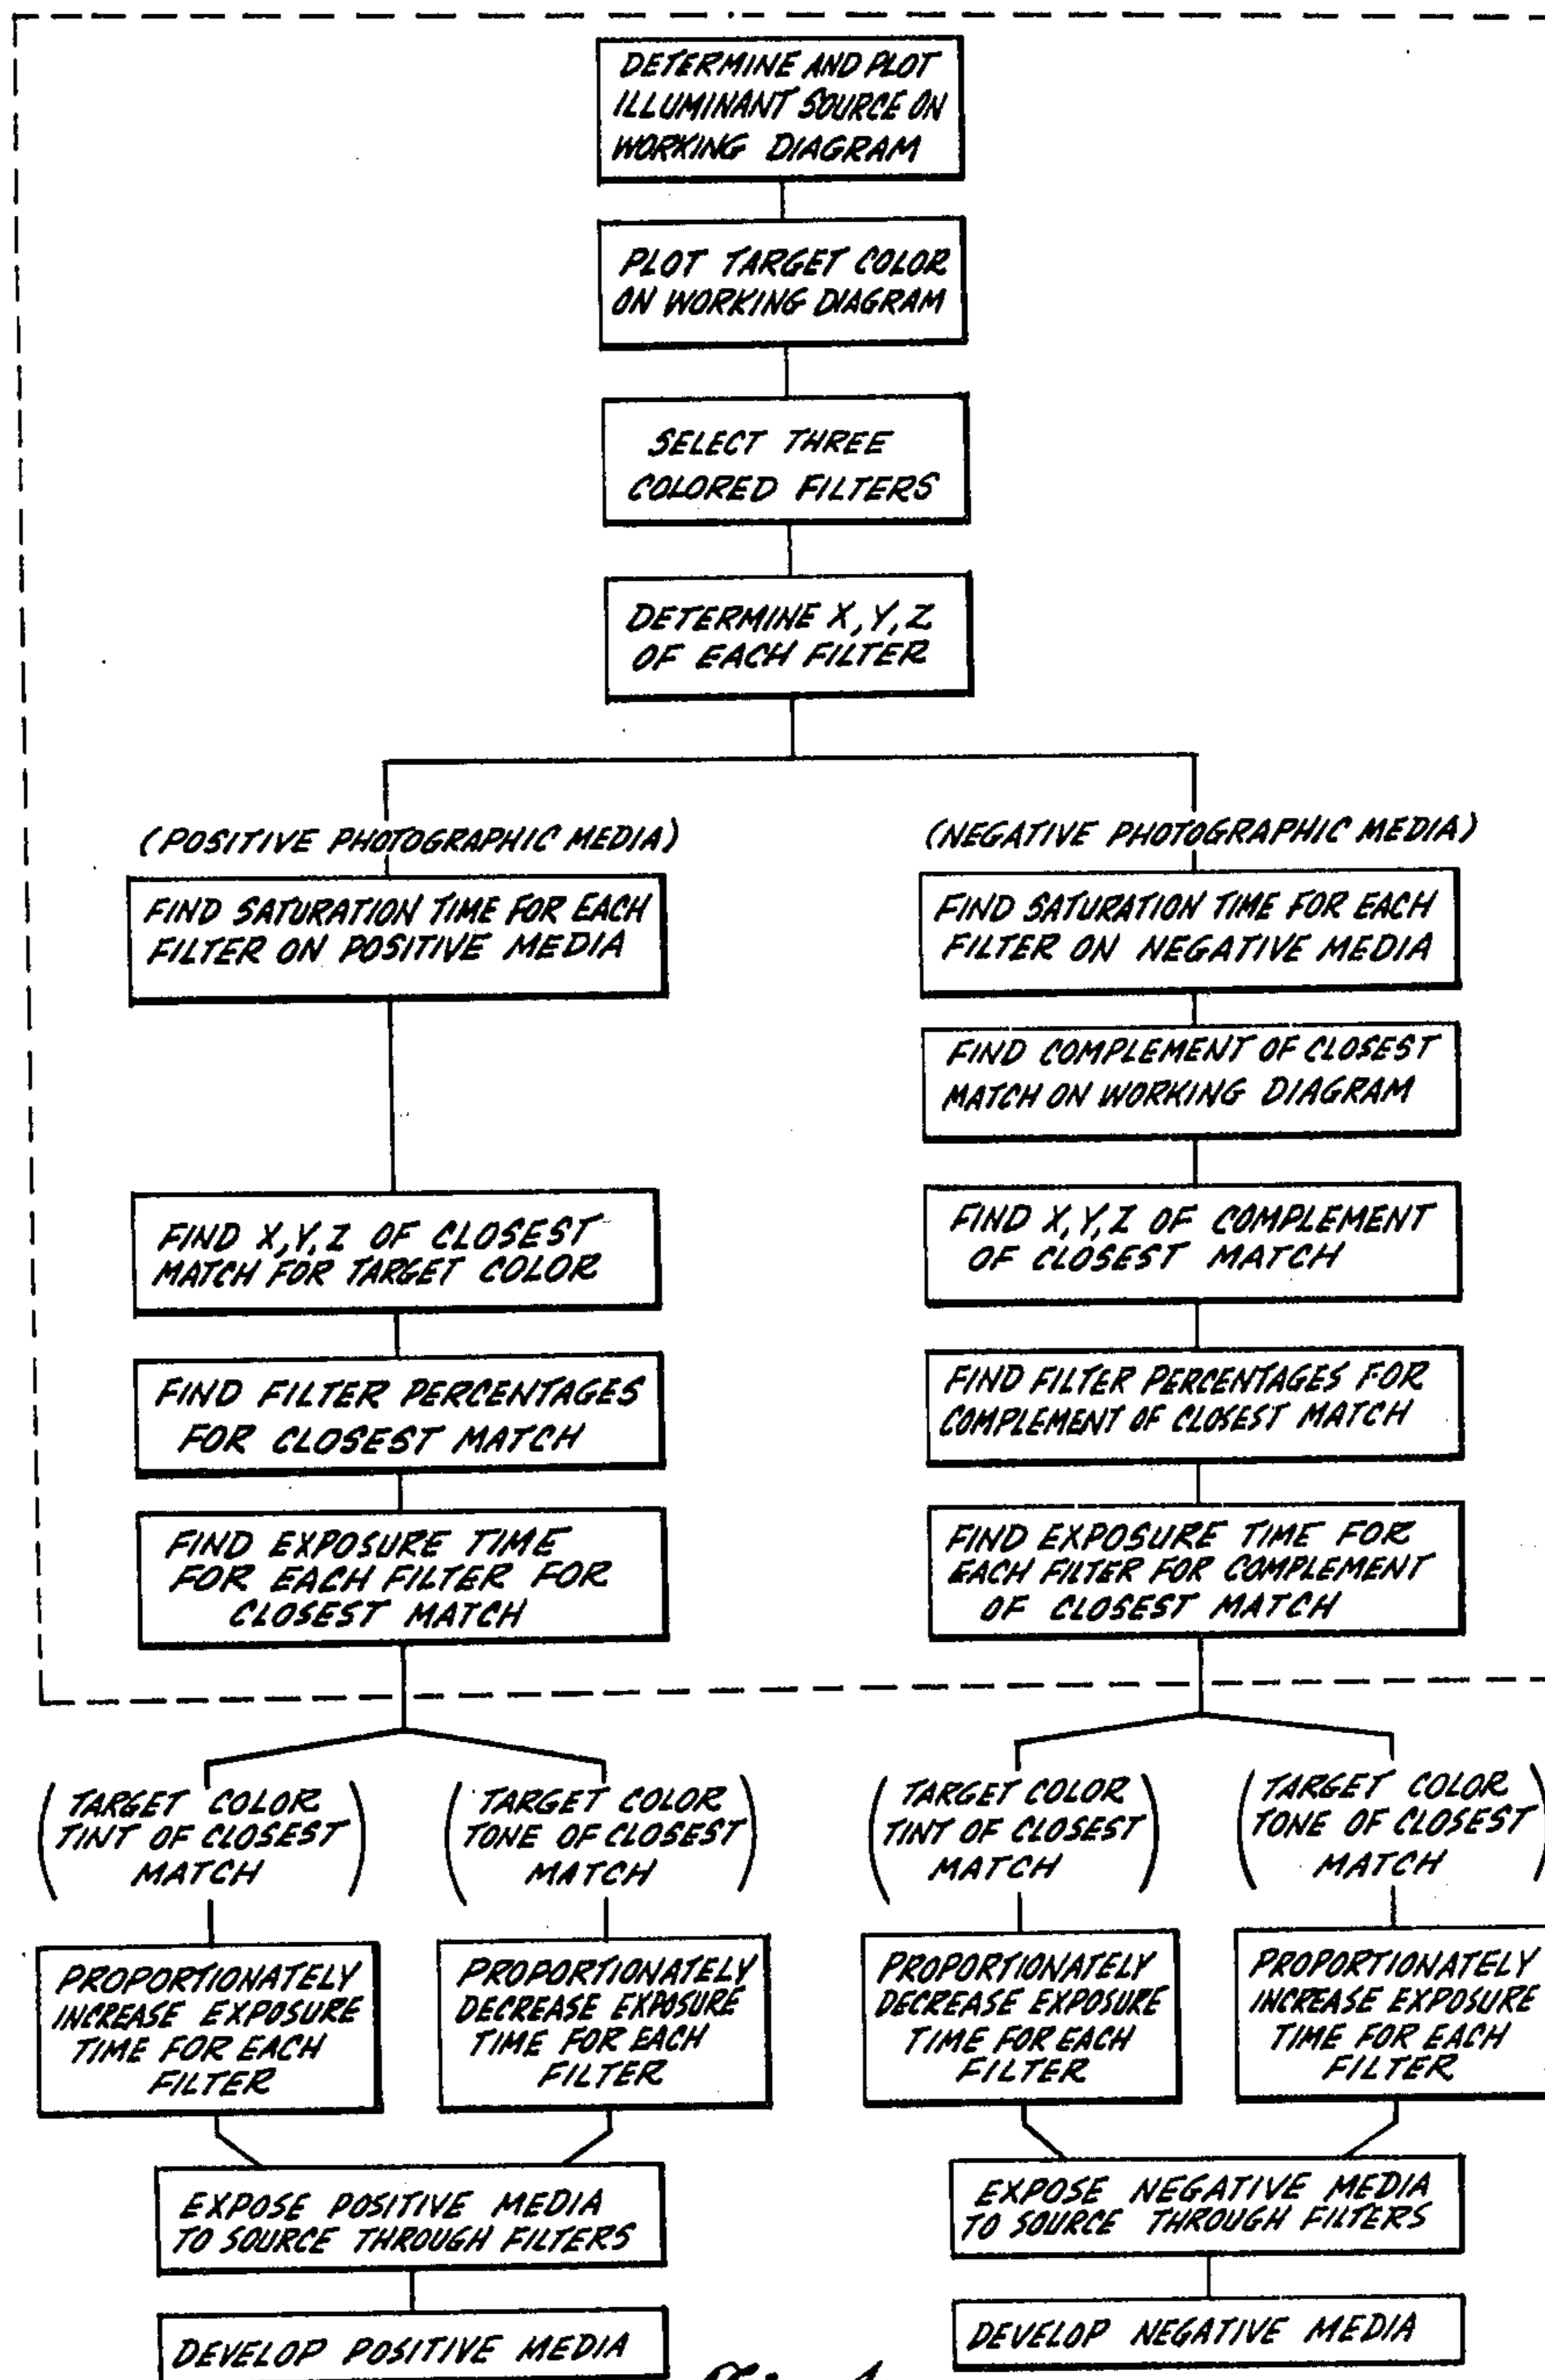 DETERMINE AND PLOT
ILLUMINANT SOURCE ON
WORKING DIAGRAM
PLOT TARGET COLOR
ON WORKING DIAGRAM
SELECT THREE
COLORED FILTERS
DETERMINE X, Y, Z
OF EACH FILTER
(POSITIVE PHOTOGRAPHIC MEDIA)
FIND SATURATION TIME FOR EACH
FILTER ON POSITIVE MEDIA
FIND X, Y, Z OF CLOSEST
MATCH FOR TARGET COLOR
FIND FILTER PERCENTAGES
FOR CLOSEST MATCH
FIND EXPOSURE TIME
FOR EACH FILTER FOR
CLOSEST MATCH
(NEGATIVE PHOTOGRAPHIC MEDIA)
FIND SATURATION TIME FOR EACH
FILTER ON NEGATIVE MEDIA
FIND COMPLEMENT OF CLOSEST
MATCH ON WORKING DIAGRAM
FIND X, Y, Z OF COMPLEMENT
OF CLOSEST MATCH
FIND FILTER PERCENTAGES FOR
COMPLEMENT OF CLOSEST MATCH
FIND EXPOSURE TIME FOR
EACH FILTER FOR COMPLEMENT
OF CLOSEST MATCH
(TARGET COLOR
TINT OF CLOSEST
MATCH)
(TARGET COLOR
TONE OF CLOSEST
MATCH)
(TARGET COLOR
TINT OF CLOSEST
MATCH)
(TARGET COLOR
TONE OF CLOSEST
MATCH)
PROPORTIONATELY
INCREASE EXPOSURE
TIME FOR EACH
FILTER
PROPORTIONATELY
DECREASE EXPOSURE
TIME FOR EACH
FILTER
PROPORTIONATELY
DECREASE EXPOSURE
TIME FOR EACH
FILTER
PROPORTIONATELY
INCREASE EXPOSURE
TIME FOR EACH
FILTER
EXPOSE POSITIVE MEDIA
TO SOURCE THROUGH FILTERS
EXPOSE NEGATIVE MEDIA
TO SOURCE THROUGH FILTERS
DEVELOP POSITIVE MEDIA
DEVELOP NEGATIVE MEDIA